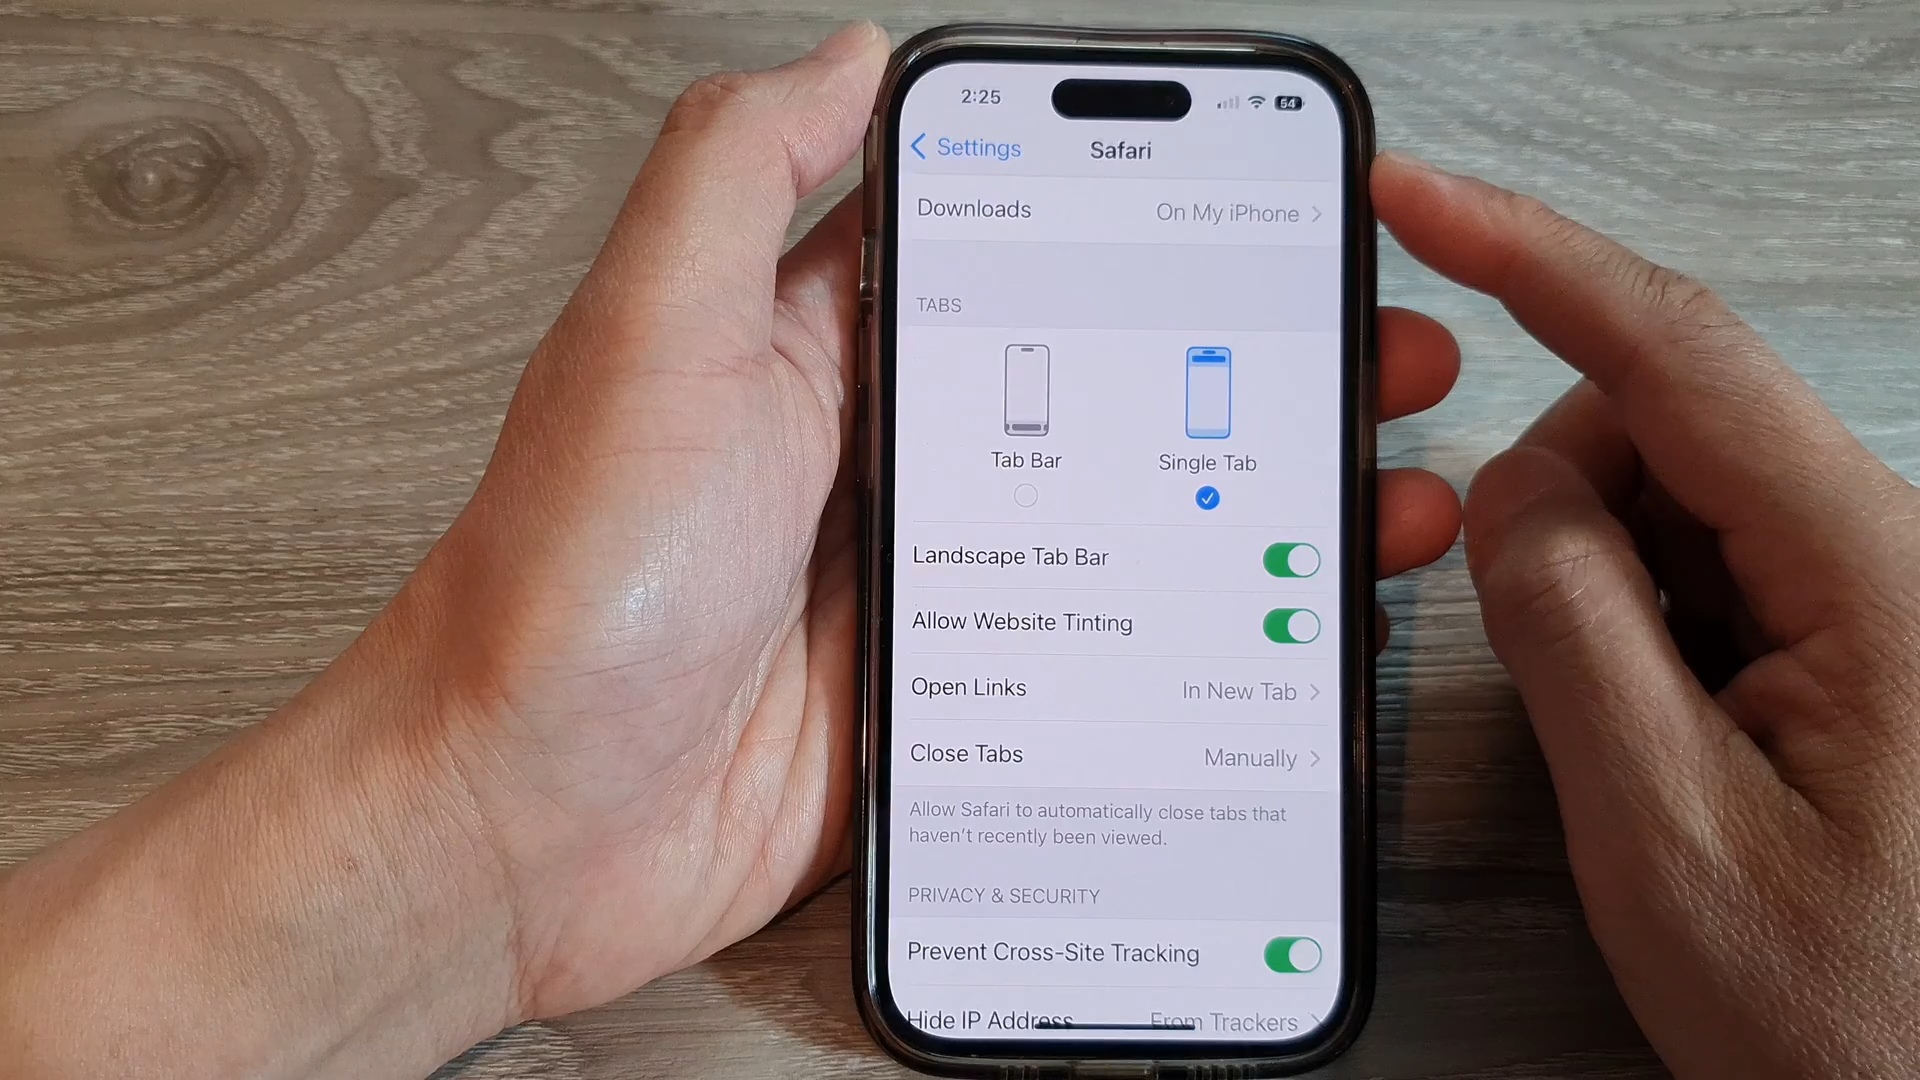 2:25
54
Settings
Safari
Downloads
On My iPhone
TABS
Tab Bar
Single Tab
Landscape Tab Bar
Allow Website Tinting
Open Links
In New Tab
Close Tabs
Manually
Allow Safari to automatically close tabs that
haven't recently been viewed.
PRIVACY & SECURITY
Prevent Cross-Site Tracking
Hide IP Address
From Trackers